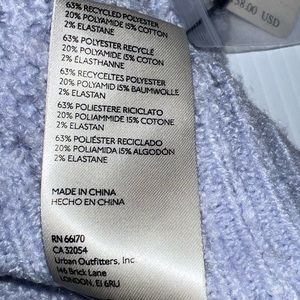 58.00 USD
63% RECYCLED POLYESTER
20% POLYAMIDE 15% COTTON
2% ELASTANE
63% POLYESTER RECYCLÉ
20% POLYAMIDE 15% COTON
2% ÉLASTHANNE
63% RECYCELTES POLYESTER
20% POLYAMID 15% BAUMWOLLE
2% ELASTAN
63% POLIESTERE RICICLATO
20% POLIAMMIDE 15% COTONE
2% ELASTAN
63% POLIÉSTER RECICLADO
20% POLIAMIDA 15% ALGODÓN
2% ELASTANO
MADE IN CHINA
HECHO EN CHINA
RN 66170
CA 32054
Urban Outfitters, Inc.
146 Brick Lane
LONDON, E1 6RU